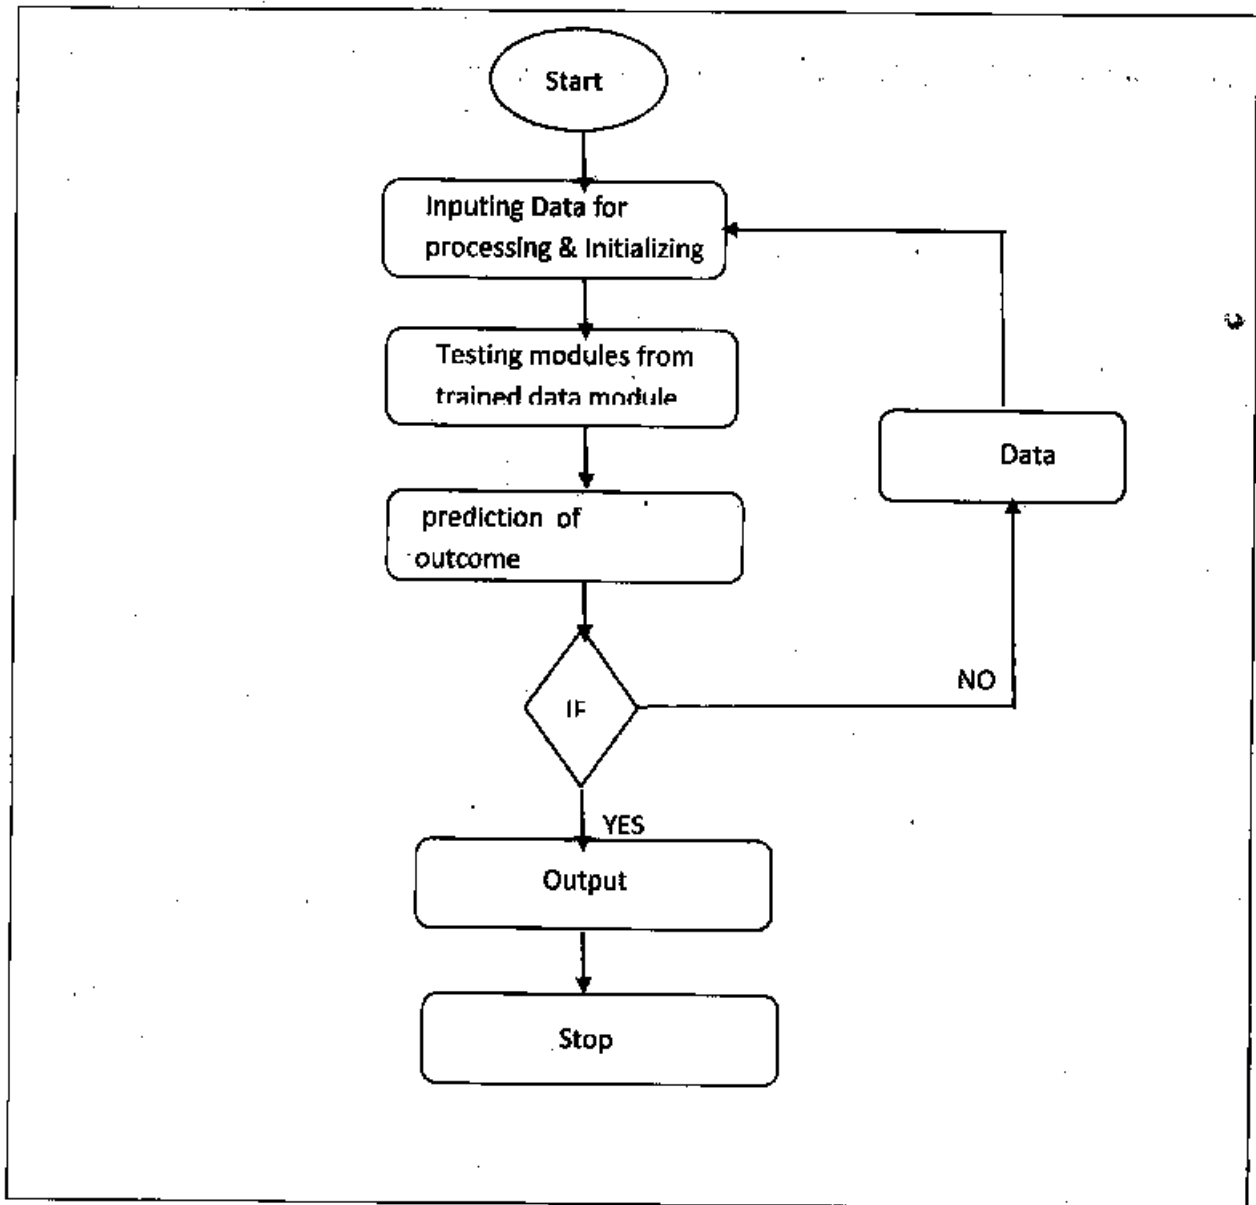 Start
Inputing Data for
processing & Initializing
Testing modules from
trained data module
Data
prediction of
outcome
NO
IF
YES
Output
Stop